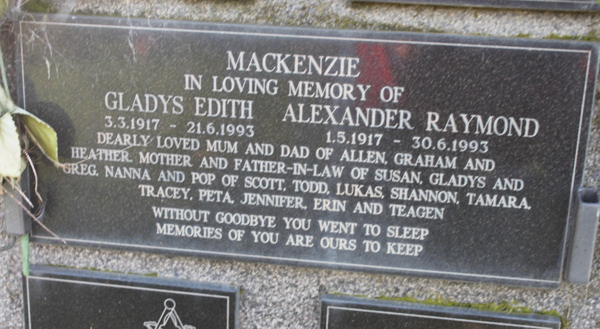 MACKENZIE
IN LOVING MEMORY OF
GLADYS EDITH ALEXANDER RAYMOND
3.3.1917 - 21.6.1993 1.5.1917 - 30.6.1993
DEARLY LOVED MUM AND DAD OF ALLEN, GRAHAM AND
HEATHER, MOTHER AND FATHER-IN-LAW OF SUSAN, GLADYS AND
GREG, NANNA AND POP OF SCOTT, TODD, LUKAS, SHANNON, TAMARA,
TRACEY, PETA, JENNIFER, ERIN AND TEAGEN
WITHOUT GOODBYE YOU WENT TO SLEEP
MEMORIES OF YOU ARE OURS TO KEEP